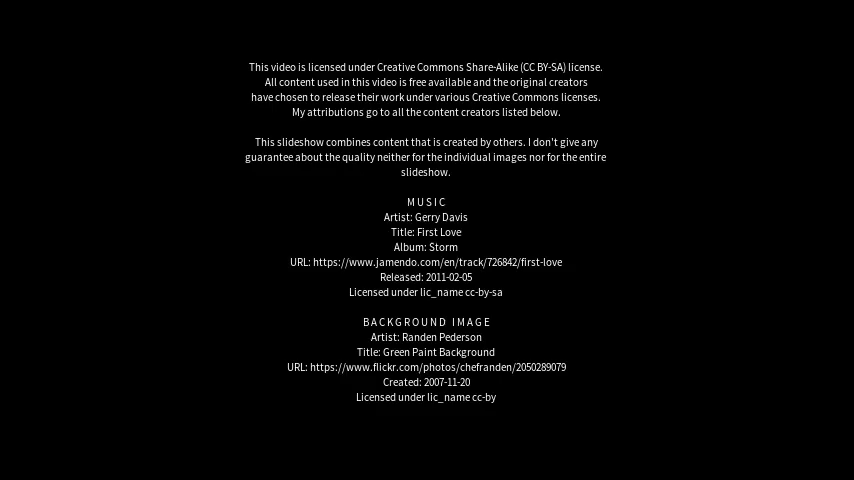 This video is licensed under Creative Commons Share-Alike (CC BY-SA) license.
All content used in this video is free available and the original creators
have chosen to release their work under various Creative Commons licenses.
My attributions go to all the content creators listed below.
This slideshow combines content that is created by others. I don't give any
guarantee about the quality neither for the individual images nor for the entire
slideshow.
MUSIC
Artist: Gerry Davis
Title: First Love
Album: Storm
URL: https://www.jamendo.com/en/track/726842/first-love
Released: 2011-02-05
Licensed under lic_name cc-by-sa
BACKGROUND IMAGE
Artist: Randen Pederson
Title: Green Paint Background
URL: https://www.flickr.com/photos/chefranden/2050289079
Created: 2007-11-20
Licensed under lic_name cc-by